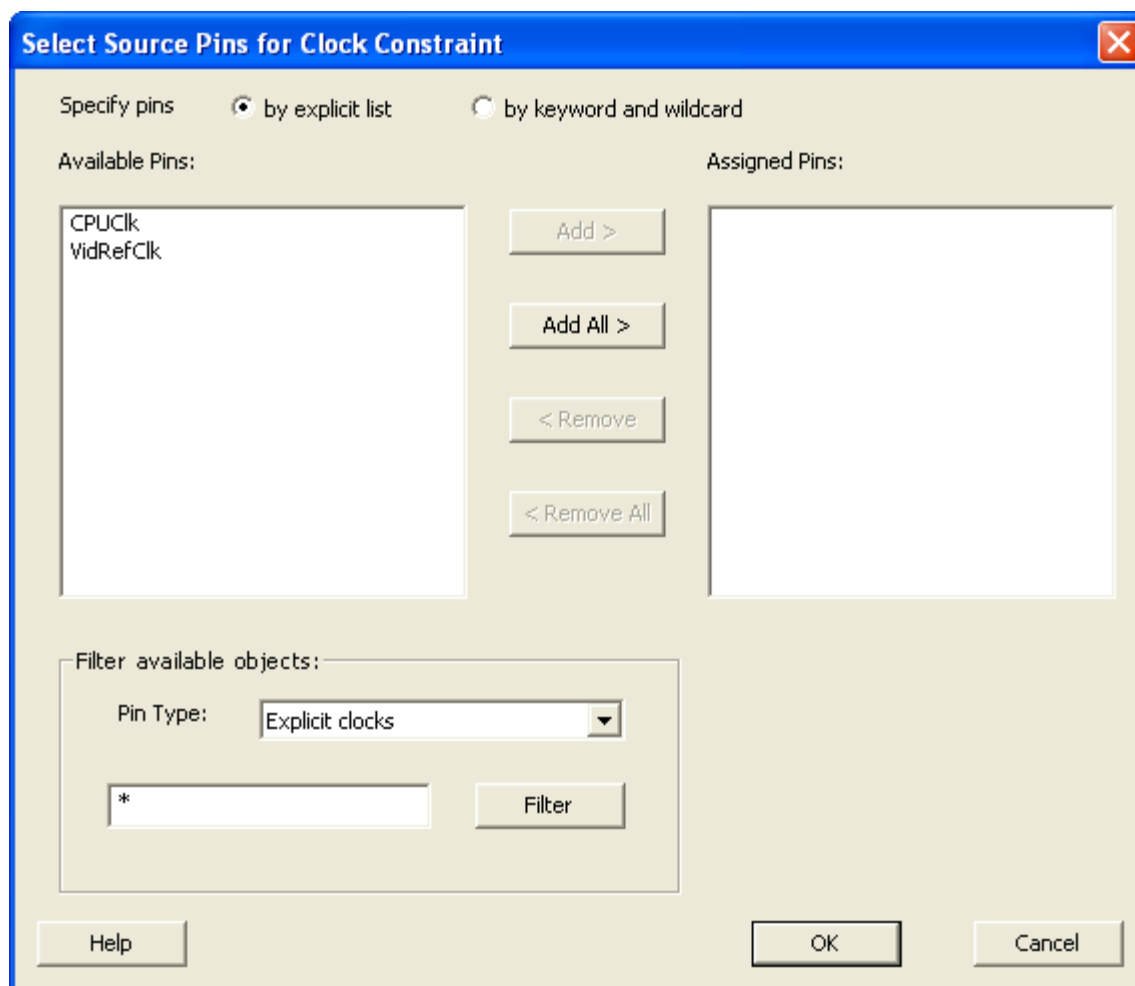 Select Source Pins for Clock Constraint
Specify pins by explicit list by keyword and wildcard
Available Pins: Assigned Pins:
CPUClk
VidRefClk
Add >
Add All >
< Remove
< Remove All
Filter available objects:
Pin Type: Explicit clocks
* Filter
Help OK Cancel